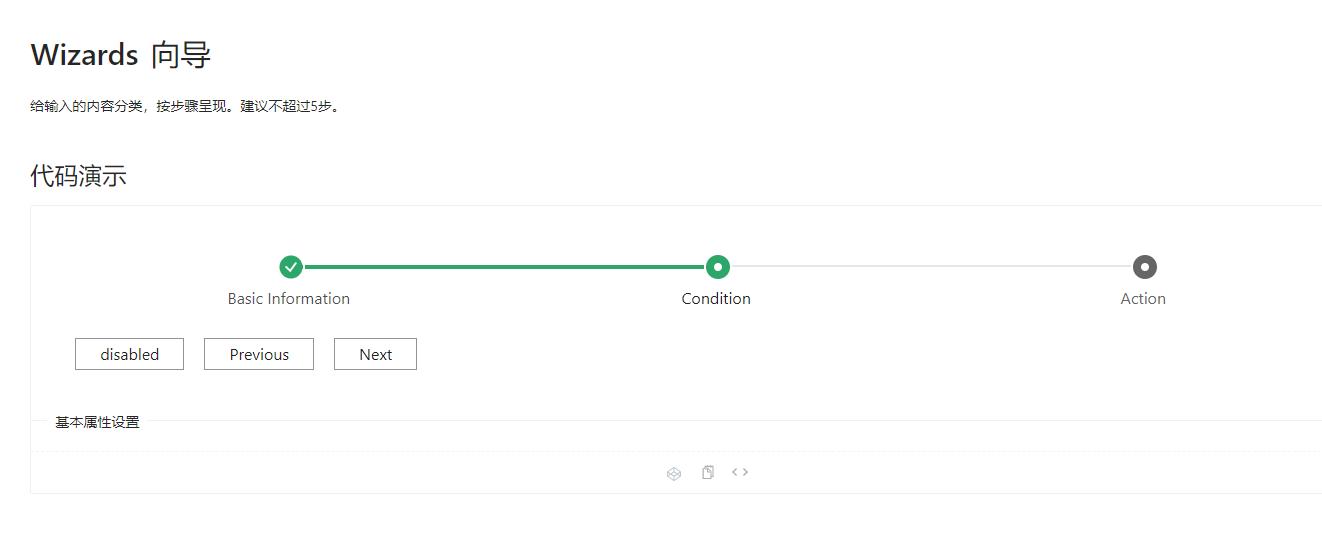 Wizards 向导
给输入的内容分类，按步骤呈现。建议不超过5步。
代码演示
Basic Information
Condition
Action
disabled
Previous
Next
基本属性设置